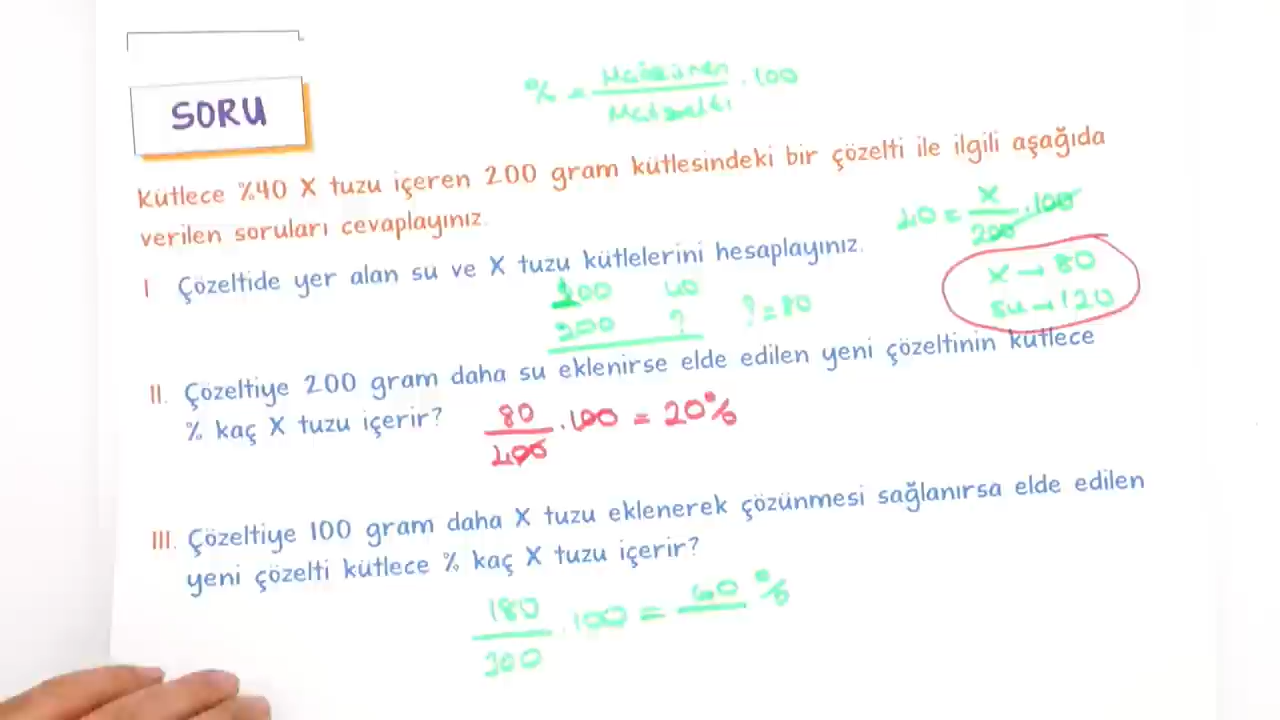 SORU
% = Mçözünen / Mçözelti . 100
Kütlece %40 X tuzu içeren 200 gram kütlesindeki bir çözelti ile ilgili aşağıda
verilen soruları cevaplayınız.
40 = X / 200 . 100
I Çözeltide yer alan su ve X tuzu kütlelerini hesaplayınız.
X → 80
su → 120
100 40
200 ? ? = 80
II. Çözeltiye 200 gram daha su eklenirse elde edilen yeni çözeltinin kütlece
% kaç X tuzu içerir?
80 / 400 . 100 = 20%
III. Çözeltiye 100 gram daha X tuzu eklenerek çözünmesi sağlanırsa elde edilen
yeni çözelti kütlece % kaç X tuzu içerir?
180 / 300 . 100 = 60 %